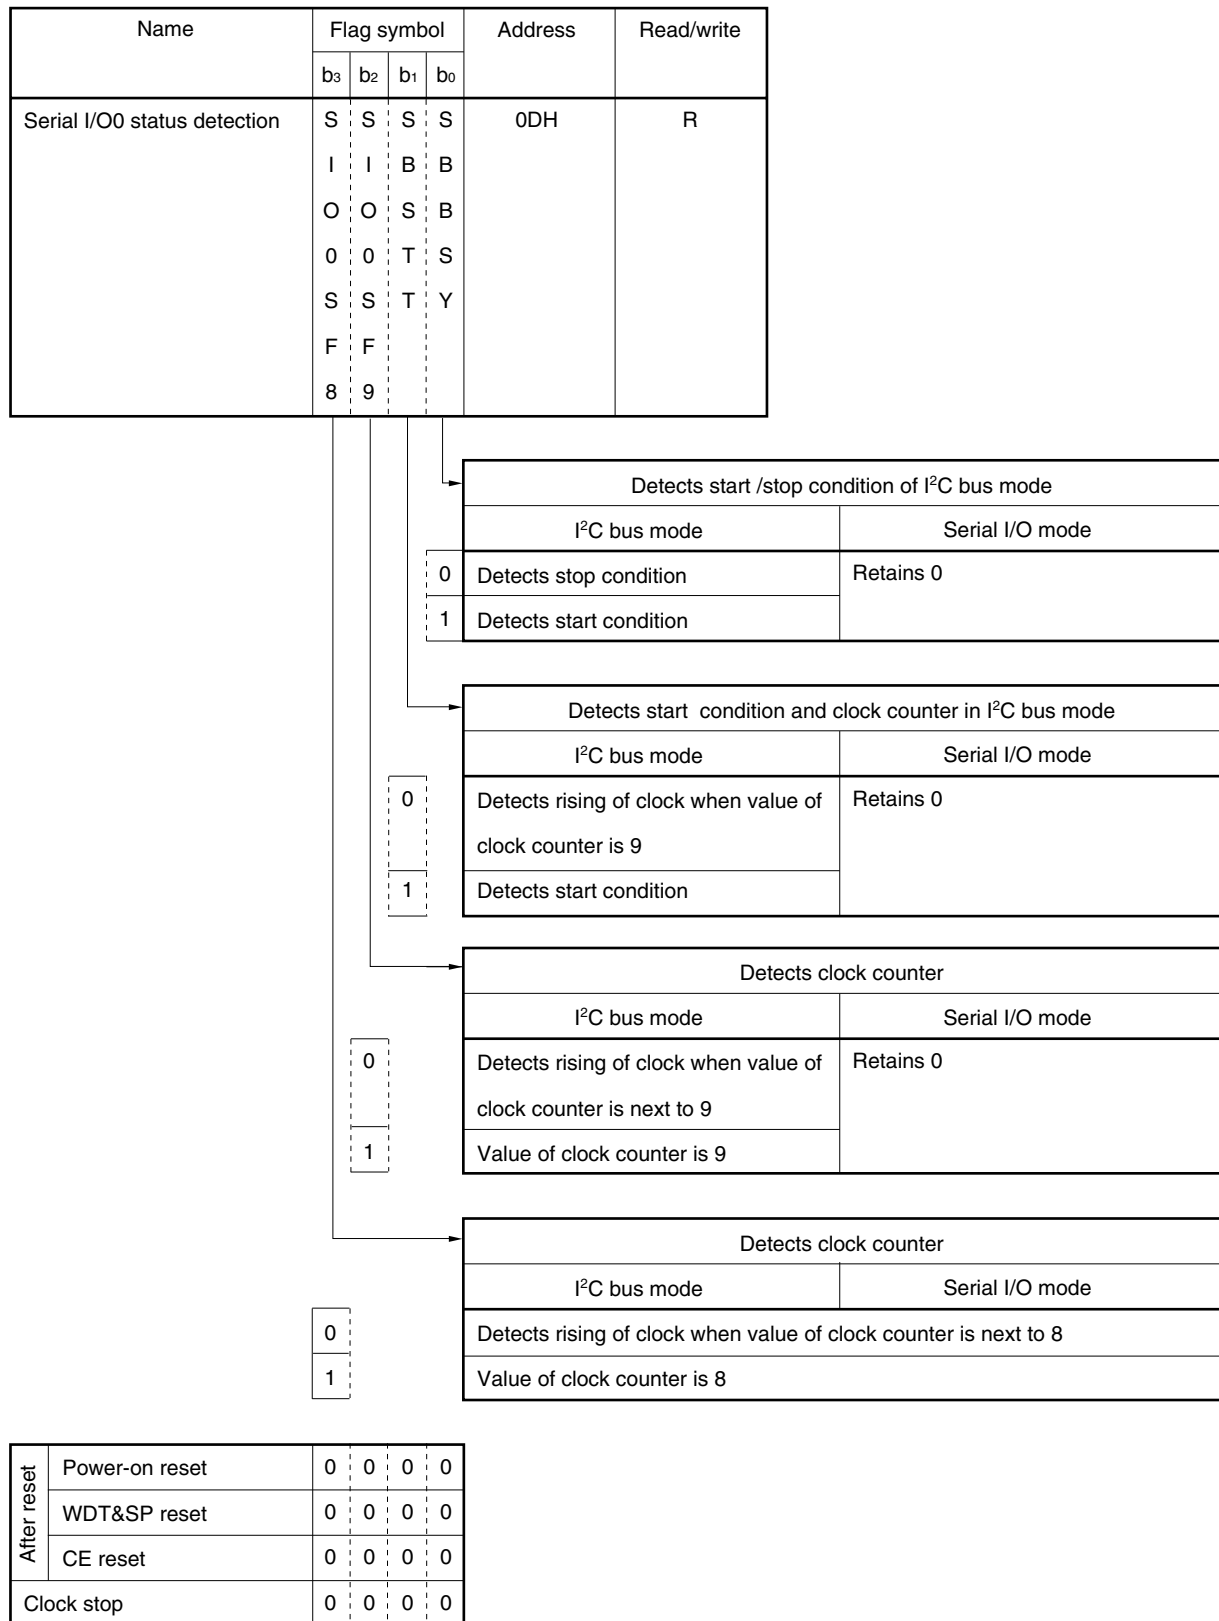 Name Flag symbol Address Read/write
b3 b2 b1 b0
Serial I/O0 status detection S S S S 0DH R
I I B B
O O S B
0 0 T S
S S T Y
F F
8 9
Detects start /stop condition of I²C bus mode
I²C bus mode Serial I/O mode
0 Detects stop condition Retains 0
1 Detects start condition
Detects start condition and clock counter in I²C bus mode
I²C bus mode Serial I/O mode
0 Detects rising of clock when value of Retains 0
clock counter is 9
1 Detects start condition
Detects clock counter
I²C bus mode Serial I/O mode
0 Detects rising of clock when value of Retains 0
clock counter is next to 9
1 Value of clock counter is 9
Detects clock counter
I²C bus mode Serial I/O mode
0 Detects rising of clock when value of clock counter is next to 8
1 Value of clock counter is 8
After reset
Power-on reset 0 0 0 0
WDT&SP reset 0 0 0 0
CE reset 0 0 0 0
Clock stop 0 0 0 0